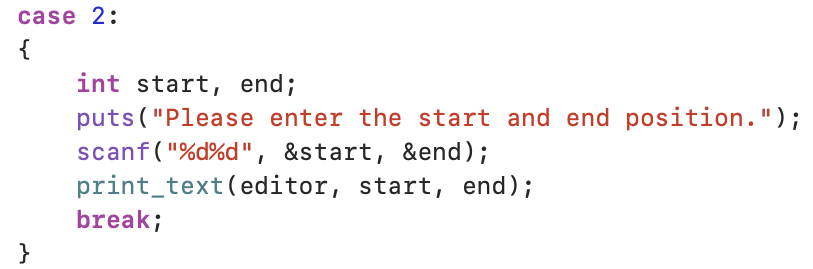 case 2:
{
    int start, end;
    puts("Please enter the start and end position.");
    scanf("%d%d", &start, &end);
    print_text(editor, start, end);
    break;
}